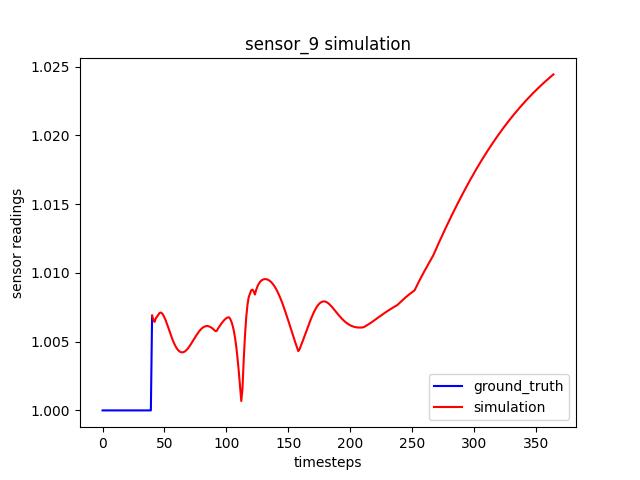 sensor_9 simulation
1.025
1.020
1.015
1.010
1.005
1.000
sensor readings
ground_truth
simulation
0 50 100 150 200 250 300 350
timesteps